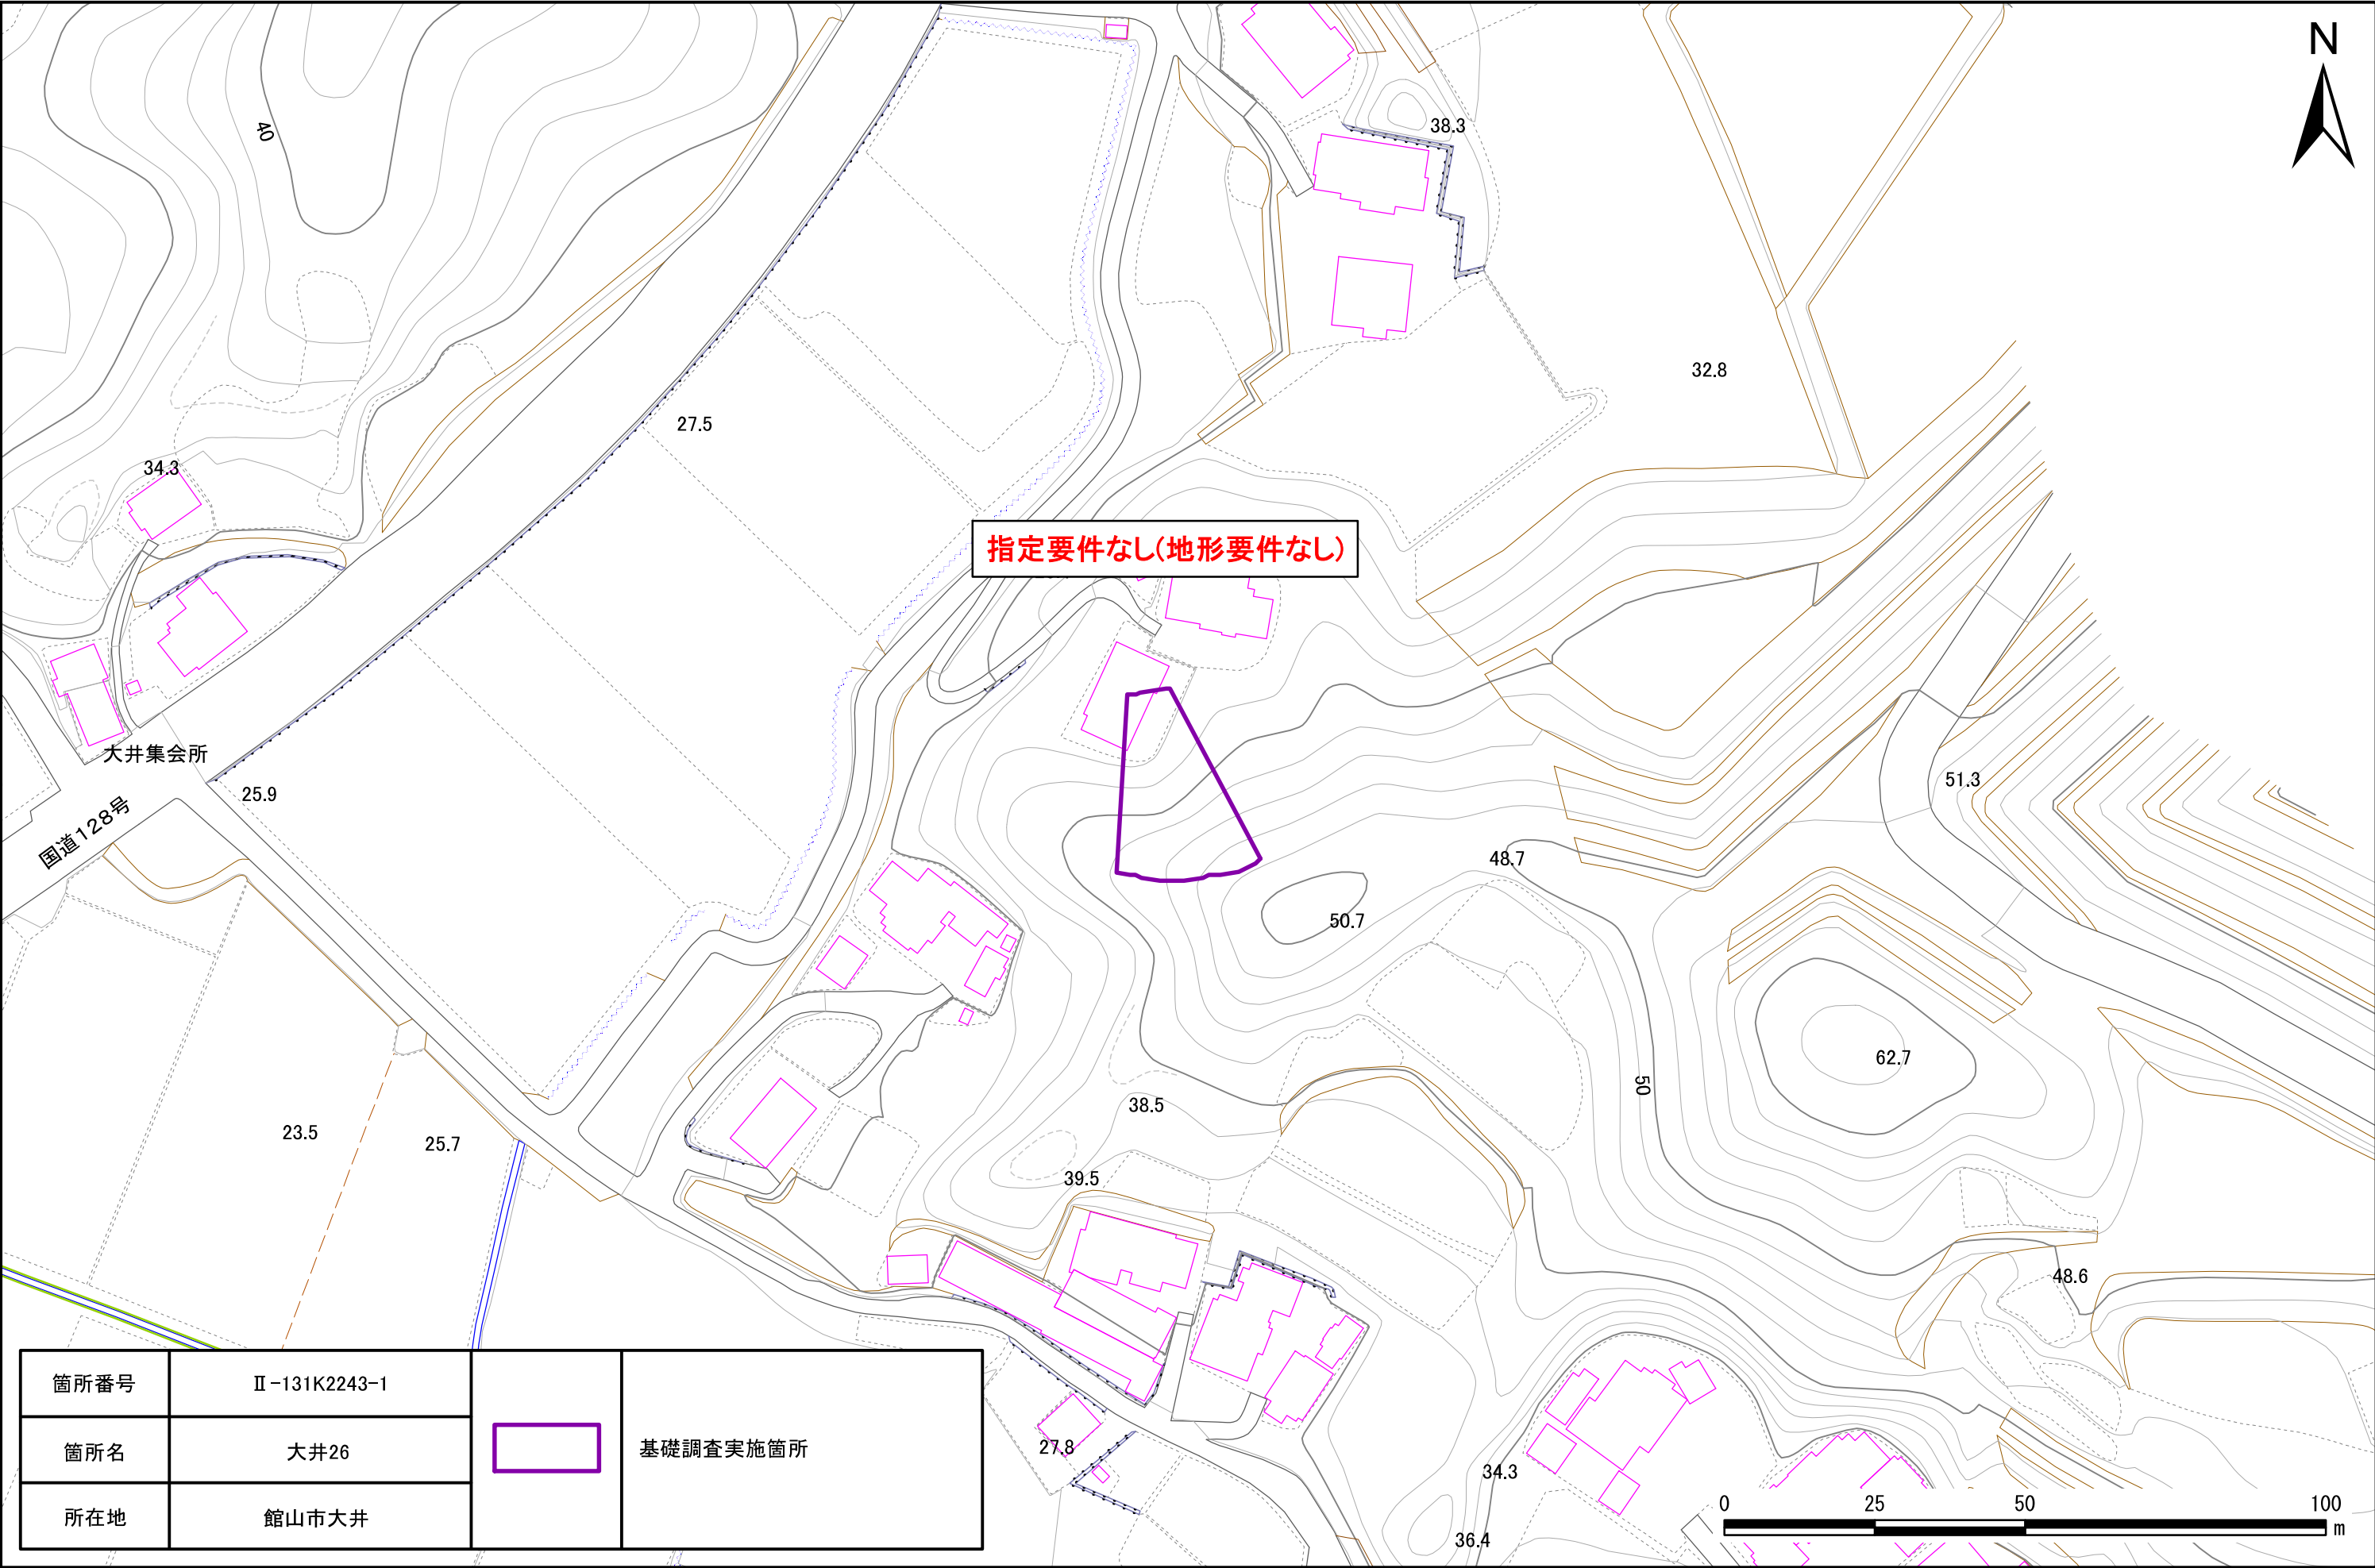 N
40
38.3
32.8
27.5
34.3
指定要件なし(地形要件なし)
大井集会所
国道128号
25.9
51.3
48.7
50.7
62.7
50
38.5
23.5
25.7
39.5
48.6
27.8
34.3
36.4
箇所番号 Ⅱ-131K2243-1
箇所名 大井26
所在地 館山市大井
基礎調査実施箇所
0 25 50 100
m